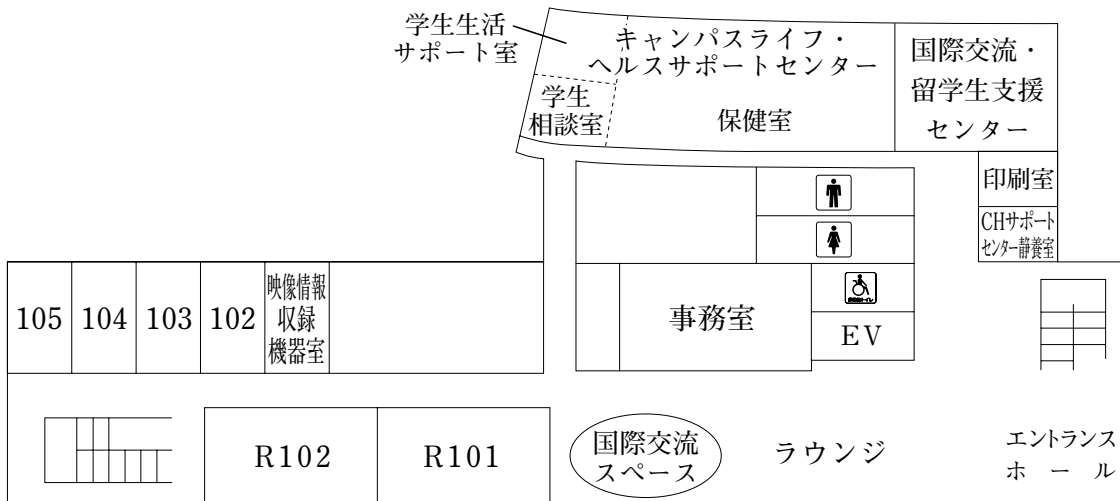 学生生活
サポート室
キャンパスライフ・
ヘルスサポートセンター
国際交流・
留学生支援
センター
学生
相談室
保健室
印刷室
CHサポート
センター静養室
105
104
103
102
映像情報
収録
機器室
事務室
EV
R102
R101
国際交流
スペース
ラウンジ
エントランス
ホール